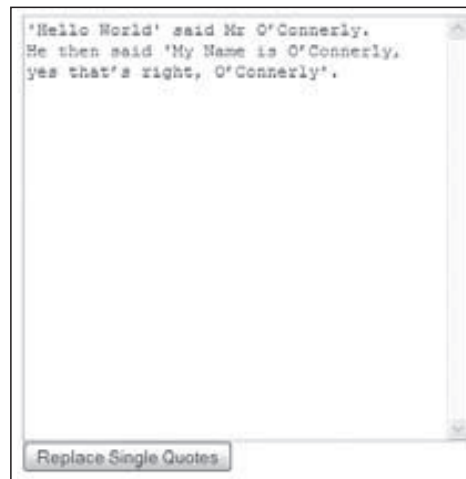 'Hello World' said Mr O'Connerly.
He then said 'My Name is O'Connerly,
yes that's right, O'Connerly'.
Replace Single Quotes